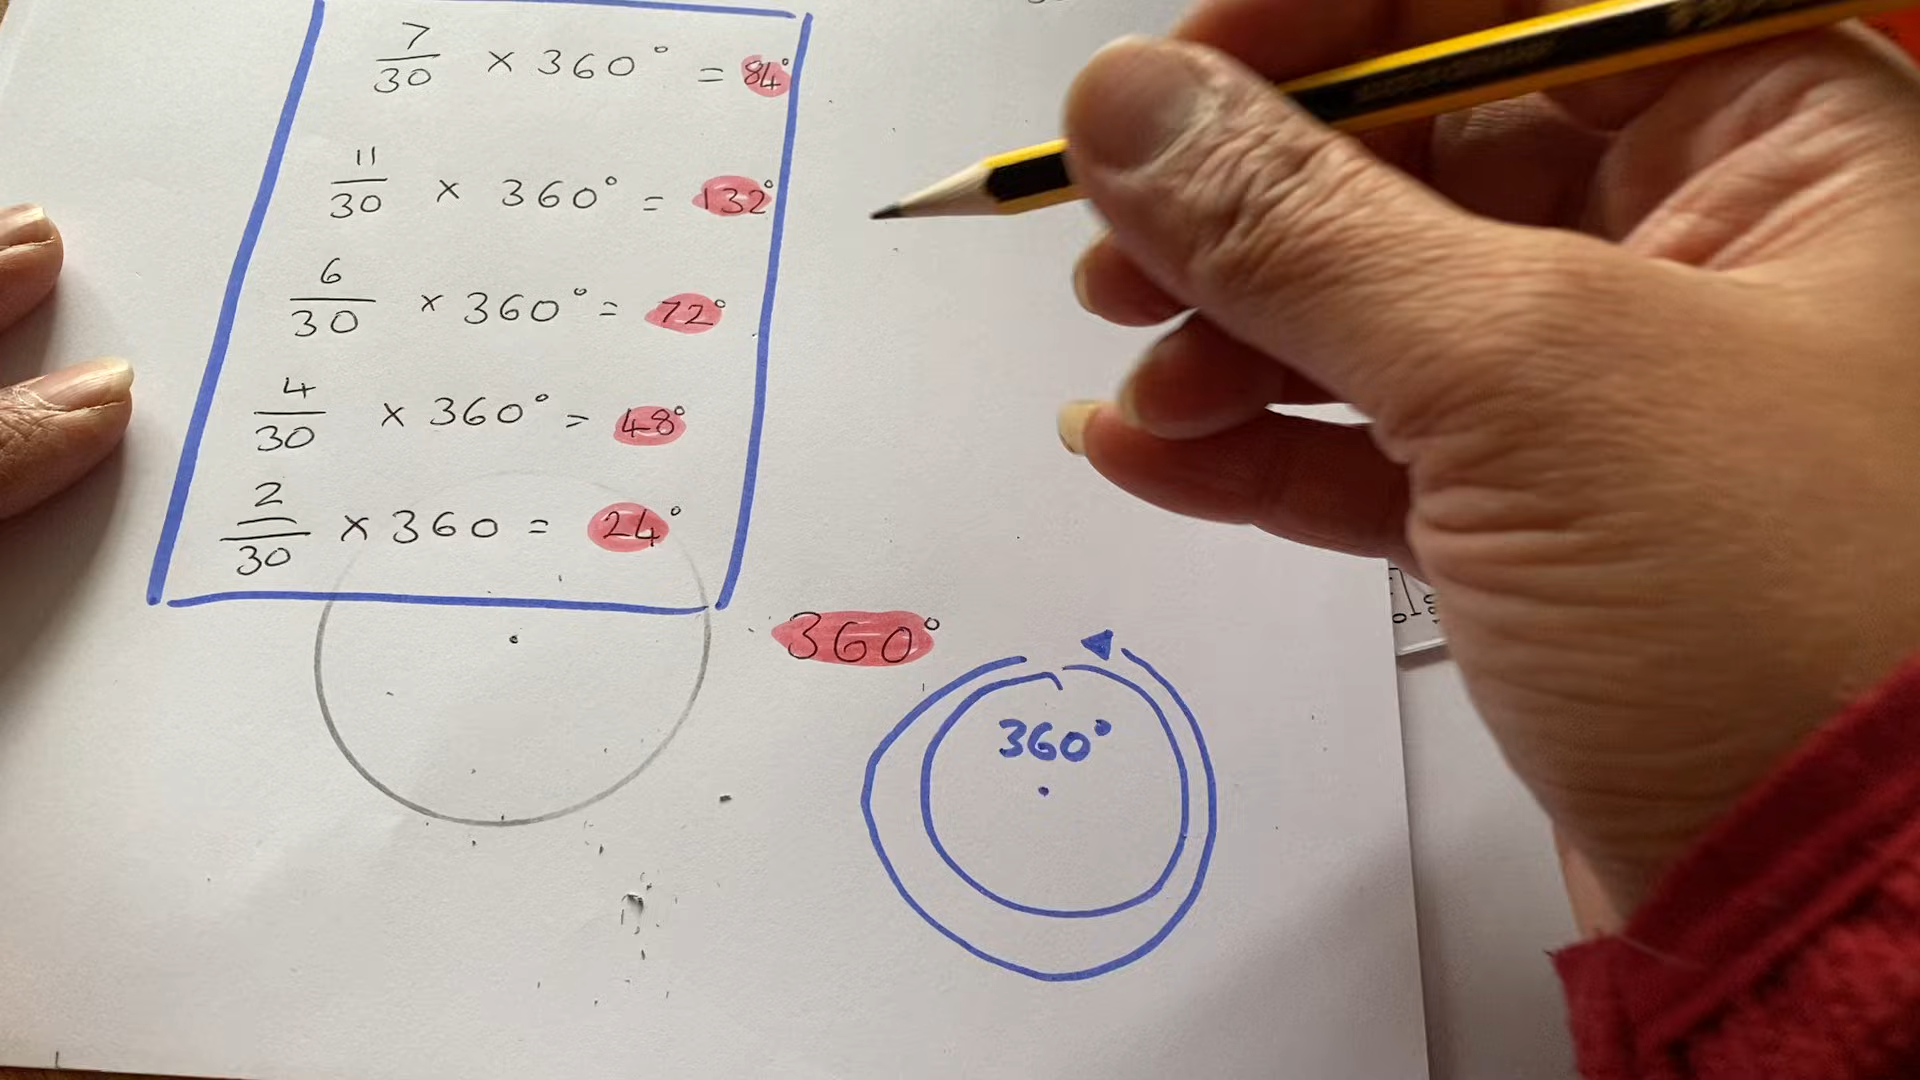 7/30 × 360° = 84°
11/30 × 360° = 132°
6/30 × 360° = 72°
4/30 × 360° = 48°
2/30 × 360 = 24°
360°
360°